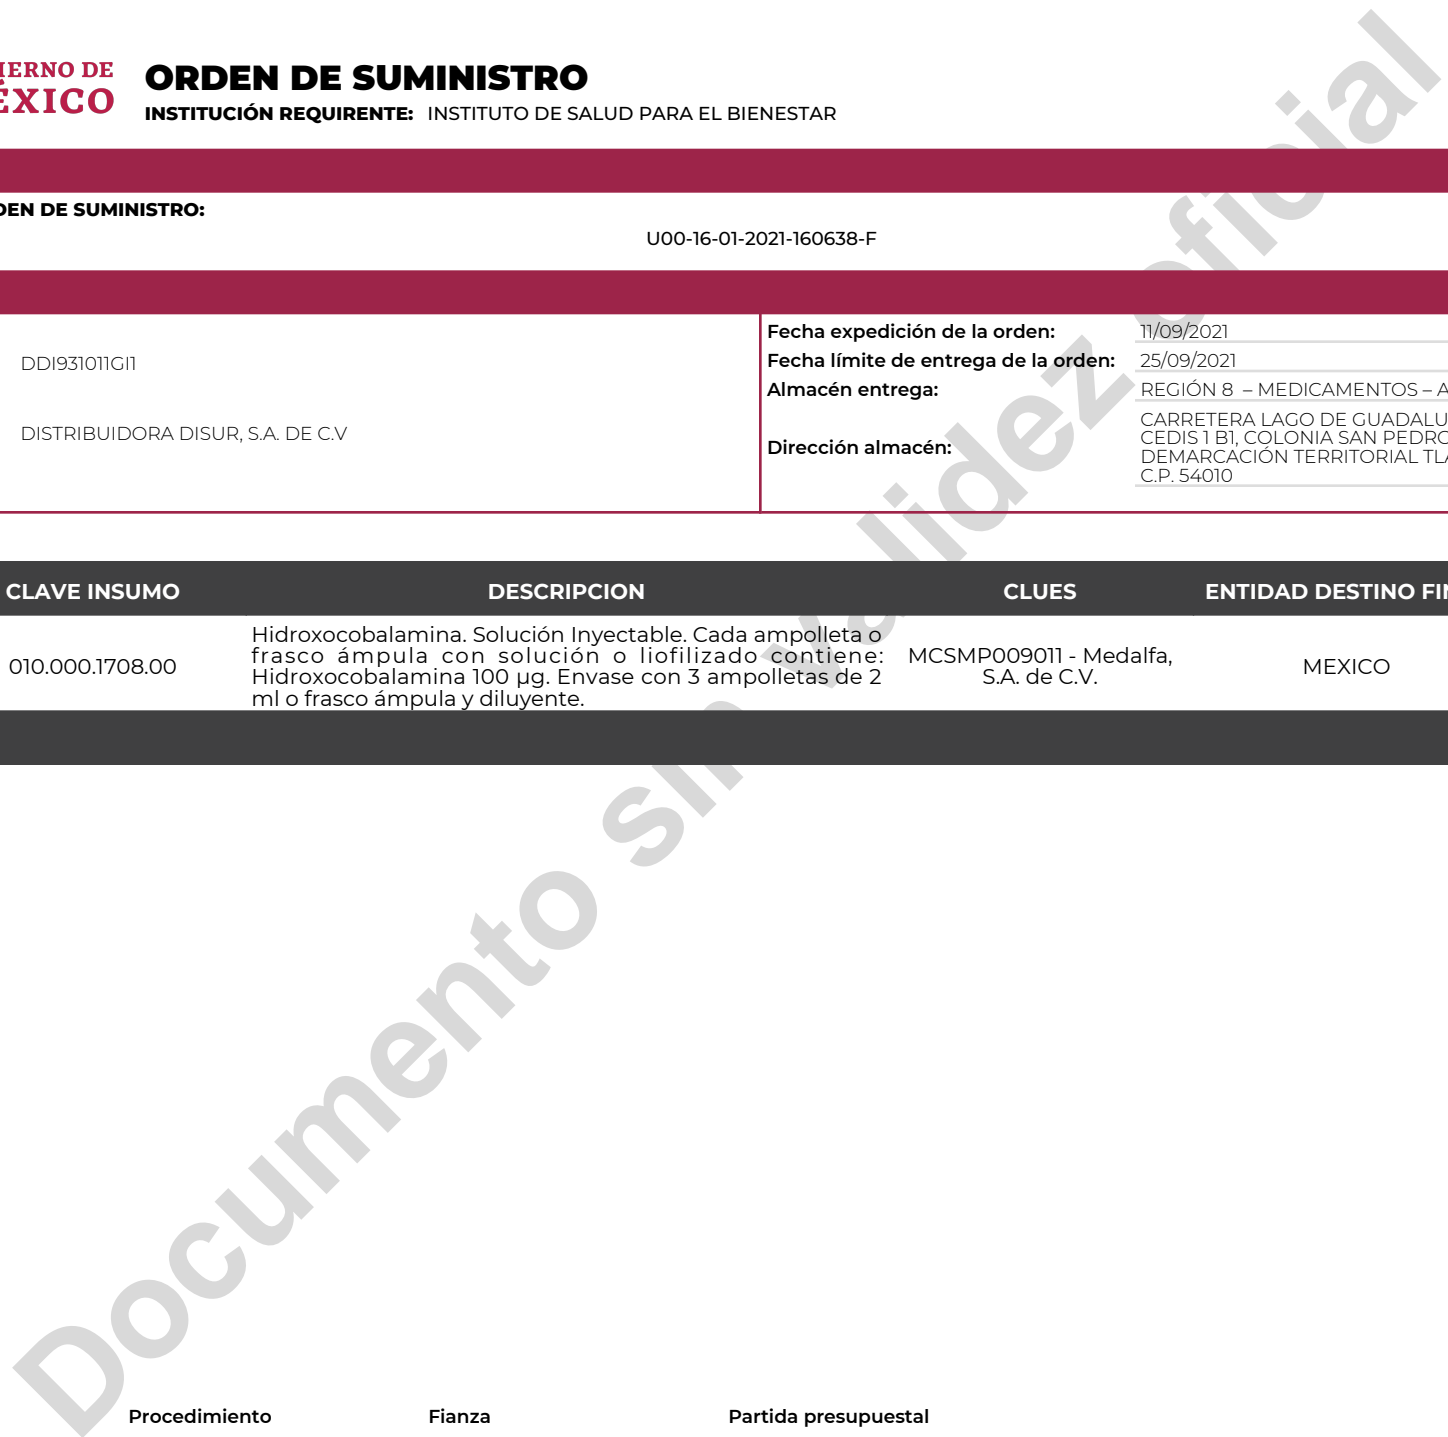 IERNO DE
ÉXICO
ORDEN DE SUMINISTRO
INSTITUCIÓN REQUIRENTE: INSTITUTO DE SALUD PARA EL BIENESTAR
DEN DE SUMINISTRO:
U00-16-01-2021-160638-F
DDI931011GI1
DISTRIBUIDORA DISUR, S.A. DE C.V
Fecha expedición de la orden: 11/09/2021
Fecha límite de entrega de la orden: 25/09/2021
Almacén entrega: REGIÓN 8 – MEDICAMENTOS – A
Dirección almacén:
CARRETERA LAGO DE GUADALU
CEDIS 1 B1, COLONIA SAN PEDRO
DEMARCACIÓN TERRITORIAL TLA
C.P. 54010
CLAVE INSUMO DESCRIPCION CLUES ENTIDAD DESTINO FIN
010.000.1708.00
Hidroxocobalamina. Solución Inyectable. Cada ampolleta o
frasco ámpula con solución o liofilizado contiene:
Hidroxocobalamina 100 µg. Envase con 3 ampolletas de 2
ml o frasco ámpula y diluyente.
MCSMP009011 - Medalfa,
S.A. de C.V.
MEXICO
Documento sin validez oficial
Procedimiento Fianza Partida presupuestal